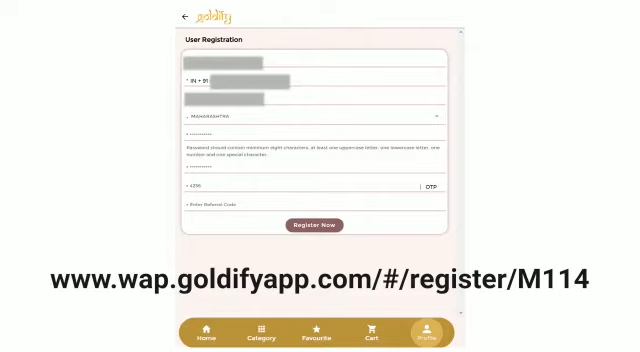 goldify
User Registration
* IN + 91
* MAHARASHTRA
* ••••••••••
Password should contain minimum eight characters, at least one uppercase letter, one lowercase letter, one
number and one special character.
* ••••••••••
* 4236 | OTP
* Enter Referral Code
Register Now
www.wap.goldifyapp.com/#/register/M114
Home Category Favourite Cart Profile